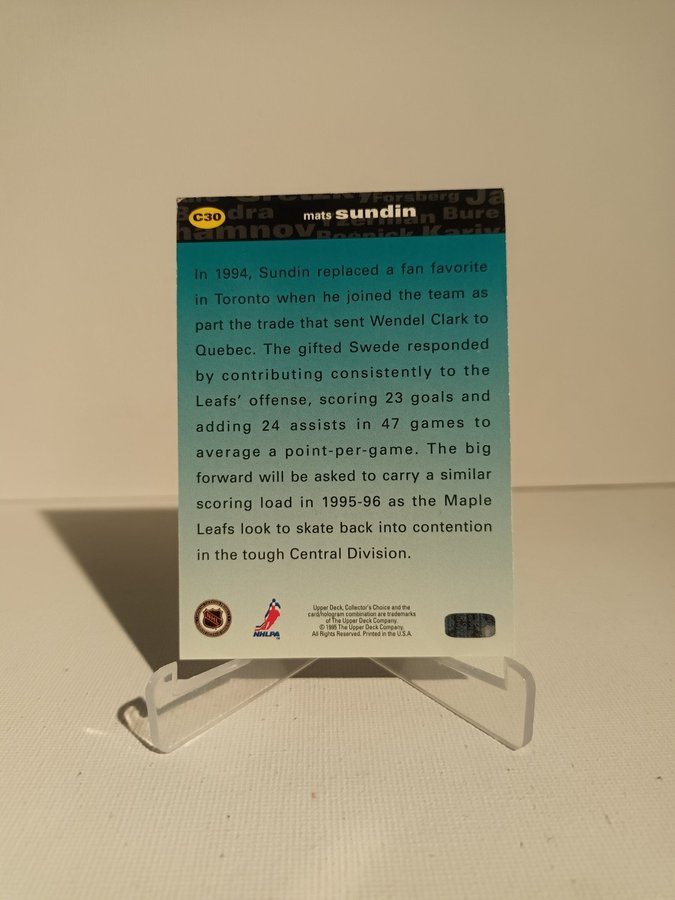 Gretzky Forsberg
C30 mats sundin
Yzerman Bure
In 1994, Sundin replaced a fan favorite
in Toronto when he joined the team as
part the trade that sent Wendel Clark to
Quebec. The gifted Swede responded
by contributing consistently to the
Leafs' offense, scoring 23 goals and
adding 24 assists in 47 games to
average a point-per-game. The big
forward will be asked to carry a similar
scoring load in 1995-96 as the Maple
Leafs look to skate back into contention
in the tough Central Division.
NHL
NHLPA
Upper Deck, Collector's Choice and the
card/hologram combination are trademarks
of The Upper Deck Company.
© 1995 The Upper Deck Company.
All Rights Reserved. Printed in the U.S.A.